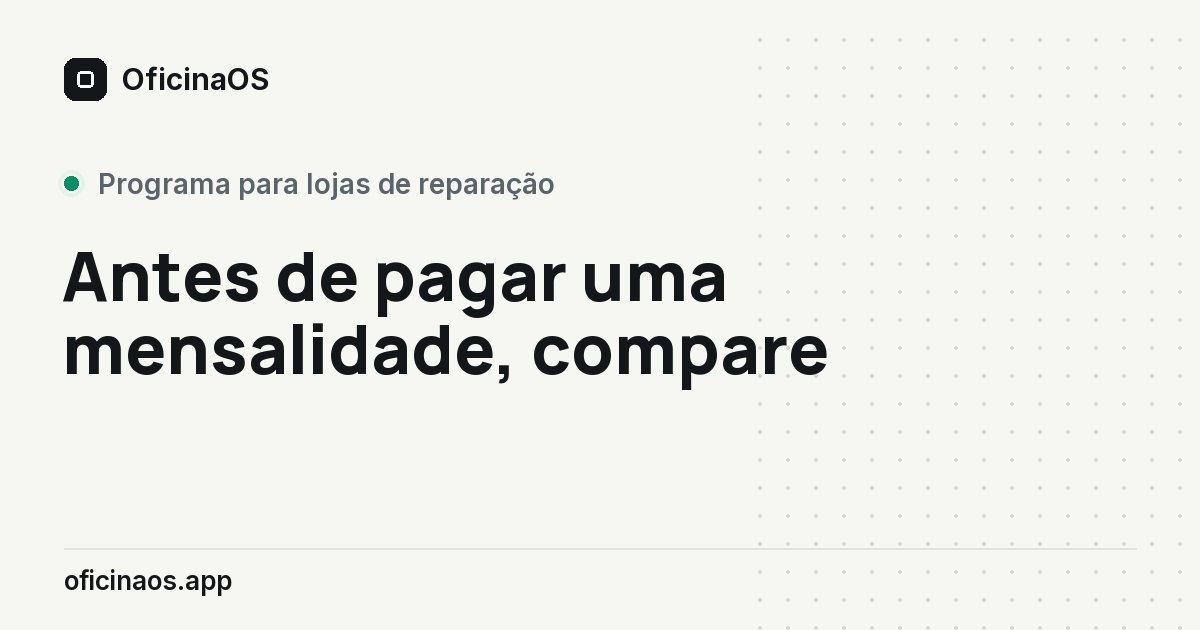 OficinaOS
Programa para lojas de reparação
Antes de pagar uma
mensalidade, compare
oficinaos.app